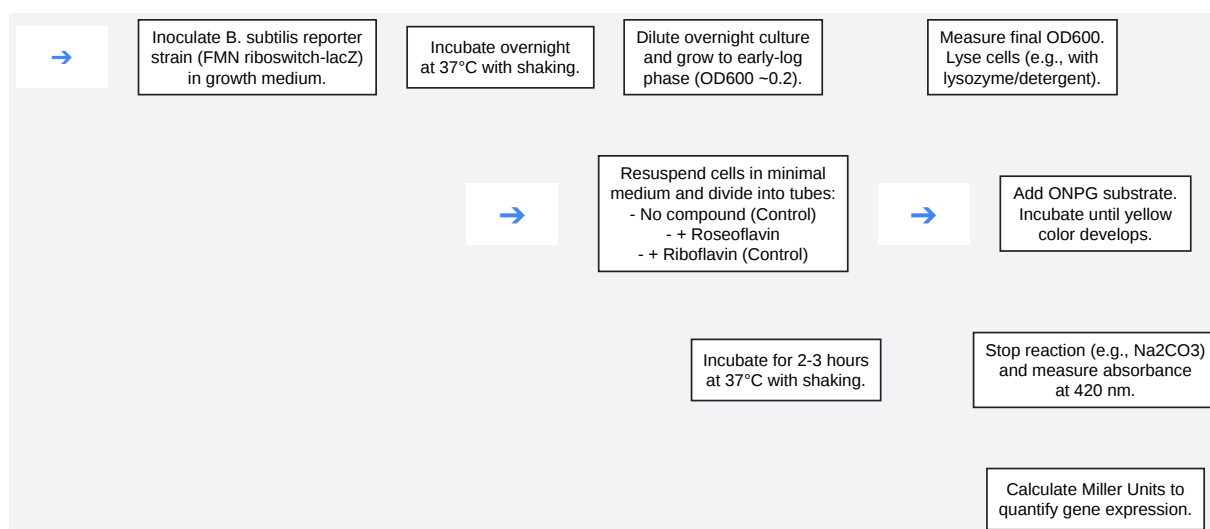 Inoculate B. subtilis reporter
strain (FMN riboswitch-lacZ)
in growth medium.
Incubate overnight
at 37°C with shaking.
Dilute overnight culture
and grow to early-log
phase (OD600 ~0.2).
Measure final OD600.
Lyse cells (e.g., with
lysozyme/detergent).
Resuspend cells in minimal
medium and divide into tubes:
- No compound (Control)
- + Roseoflavin
- + Riboflavin (Control)
Add ONPG substrate.
Incubate until yellow
color develops.
Incubate for 2-3 hours
at 37°C with shaking.
Stop reaction (e.g., Na2CO3)
and measure absorbance
at 420 nm.
Calculate Miller Units to
quantify gene expression.